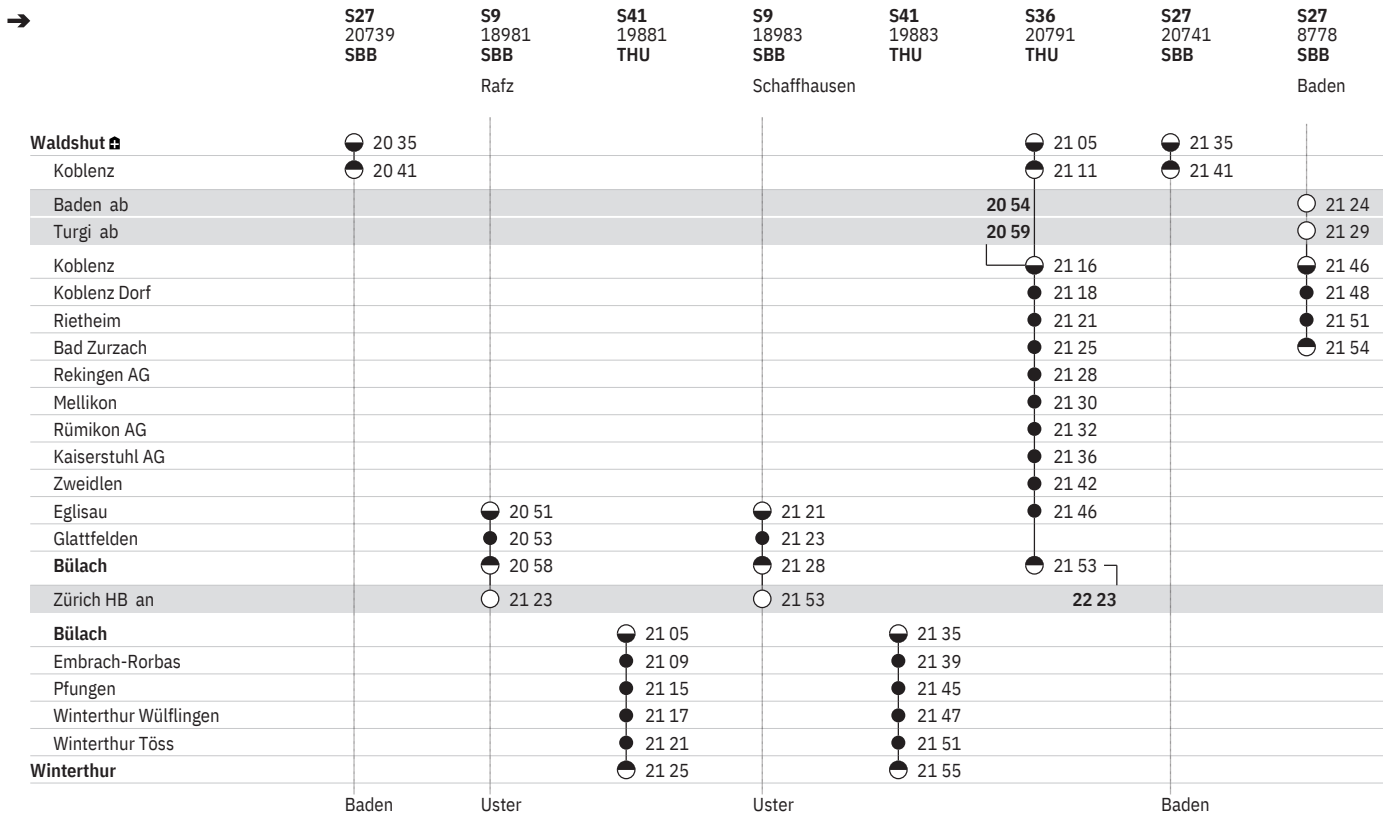 ➔ S27 S9 S41 S9 S41 S36 S27 S27
20739 18981 19881 18983 19883 20791 20741 8778
SBB SBB THU SBB THU THU SBB SBB
Rafz Schaffhausen Baden
Waldshut 20 35 21 05 21 35
Koblenz 20 41 21 11 21 41
Baden ab 20 54 21 24
Turgi ab 20 59 21 29
Koblenz 21 16 21 46
Koblenz Dorf 21 18 21 48
Rietheim 21 21 21 51
Bad Zurzach 21 25 21 54
Rekingen AG 21 28
Mellikon 21 30
Rümikon AG 21 32
Kaiserstuhl AG 21 36
Zweidlen 21 42
Eglisau 20 51 21 21 21 46
Glattfelden 20 53 21 23
Bülach 20 58 21 28 21 53
Zürich HB an 21 23 21 53 22 23
Bülach 21 05 21 35
Embrach-Rorbas 21 09 21 39
Pfungen 21 15 21 45
Winterthur Wülflingen 21 17 21 47
Winterthur Töss 21 21 21 51
Winterthur 21 25 21 55
Baden Uster Uster Baden